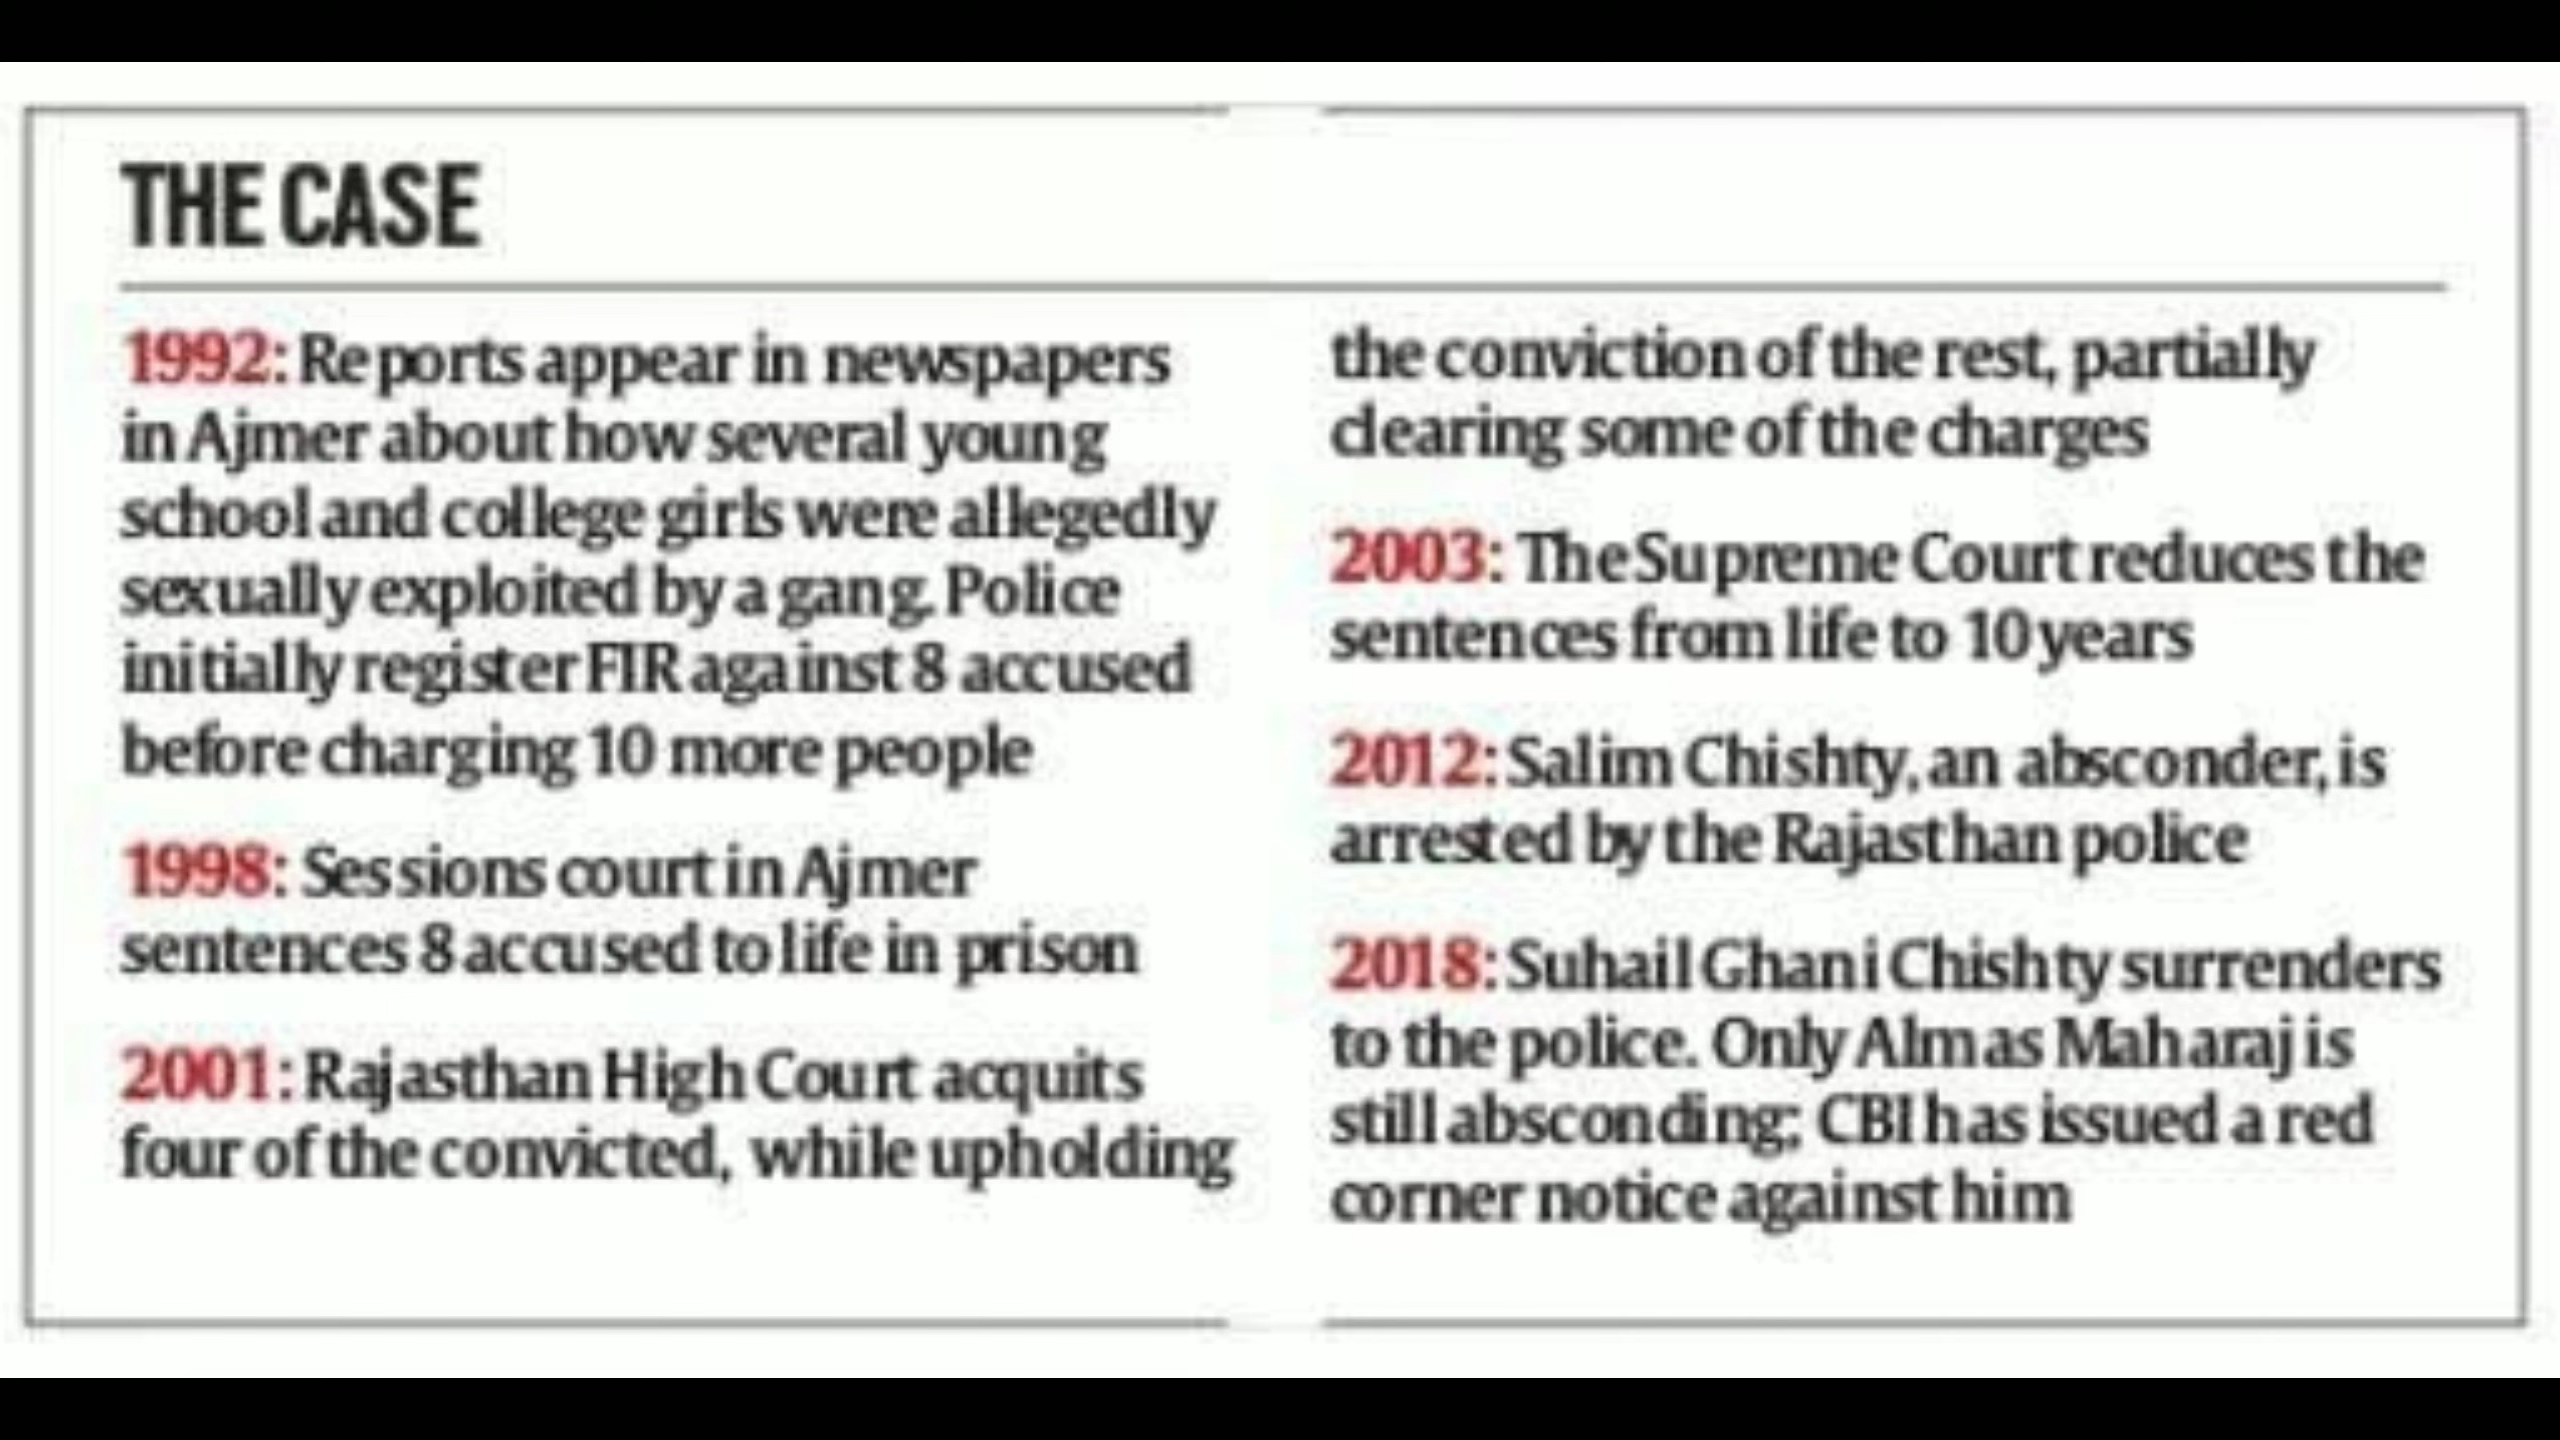 THE CASE
1992: Reports appear in newspapers
in Ajmer about how several young
school and college girls were allegedly
sexually exploited by a gang. Police
initially register FIR against 8 accused
before charging 10 more people
1998: Sessions court in Ajmer
sentences 8 accused to life in prison
2001: Rajasthan High Court acquits
four of the convicted, while upholding
the conviction of the rest, partially
clearing some of the charges
2003: The Supreme Court reduces the
sentences from life to 10 years
2012: Salim Chishty, an absconder, is
arrested by the Rajasthan police
2018: Suhail Ghani Chishty surrenders
to the police. Only Almas Maharaj is
still absconding; CBI has issued a red
corner notice against him